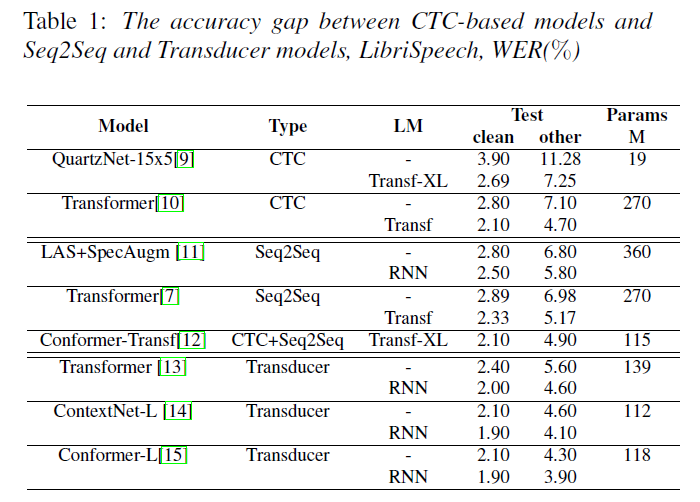 Table 1: The accuracy gap between CTC-based models and
Seq2Seq and Transducer models, LibriSpeech, WER(%)
Model Type LM Test Params
clean other M
QuartzNet-15x5[9] CTC - 3.90 11.28 19
Transf-XL 2.69 7.25
Transformer[10] CTC - 2.80 7.10 270
Transf 2.10 4.70
LAS+SpecAugm [11] Seq2Seq - 2.80 6.80 360
RNN 2.50 5.80
Transformer[7] Seq2Seq - 2.89 6.98 270
Transf 2.33 5.17
Conformer-Transf[12] CTC+Seq2Seq Transf-XL 2.10 4.90 115
Transformer [13] Transducer - 2.40 5.60 139
RNN 2.00 4.60
ContextNet-L [14] Transducer - 2.10 4.60 112
RNN 1.90 4.10
Conformer-L[15] Transducer - 2.10 4.30 118
RNN 1.90 3.90